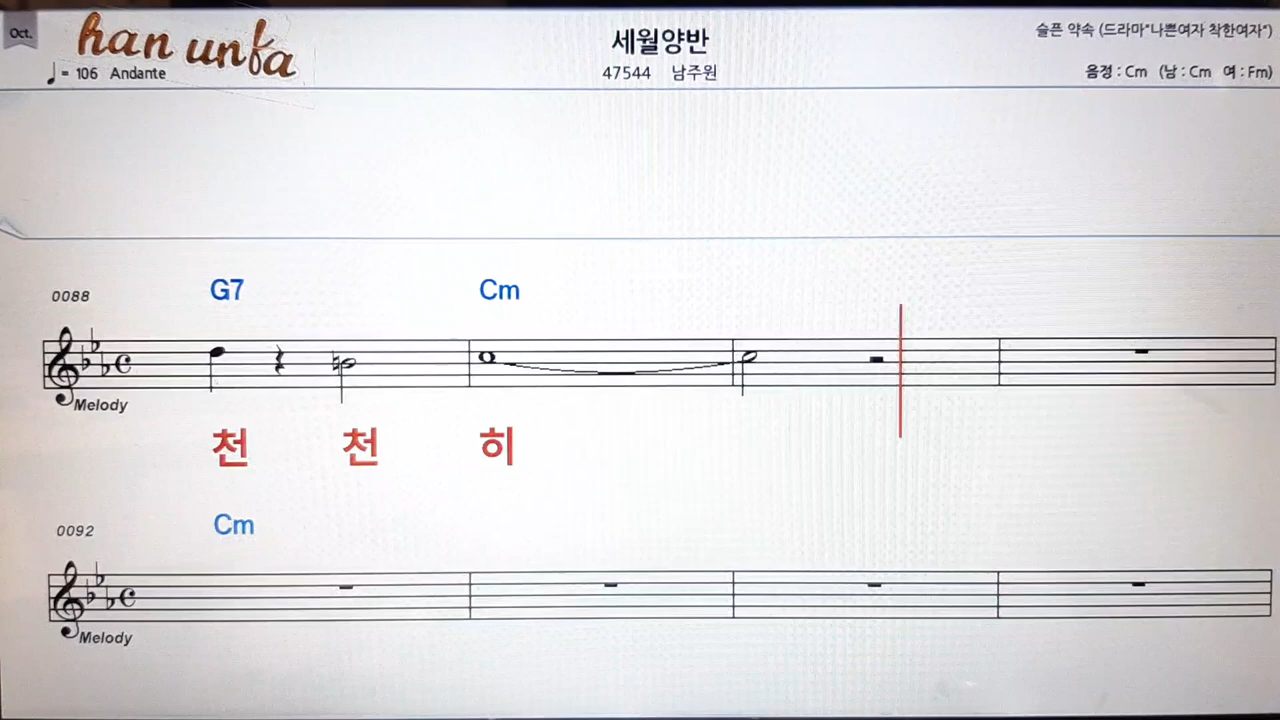 Oct.
han unfa
세월양반
슬픈 약속 (드라마"나쁜여자 착한여자")
= 106 Andante
47544 남주원
음정 : Cm (남 : Cm 여 : Fm)
0088
G7 Cm
Melody
천 천 히
0092
Cm
Melody